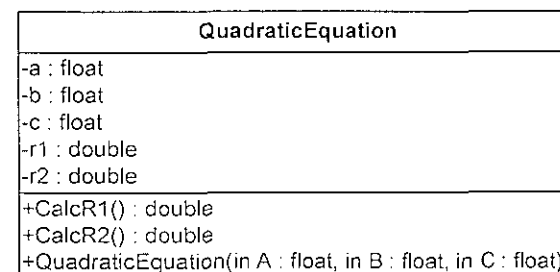 QuadraticEquation
-a : float
-b : float
-c : float
-r1 : double
-r2 : double
+CalcR1() : double
+CalcR2() : double
+QuadraticEquation(in A : float, in B : float, in C : float)